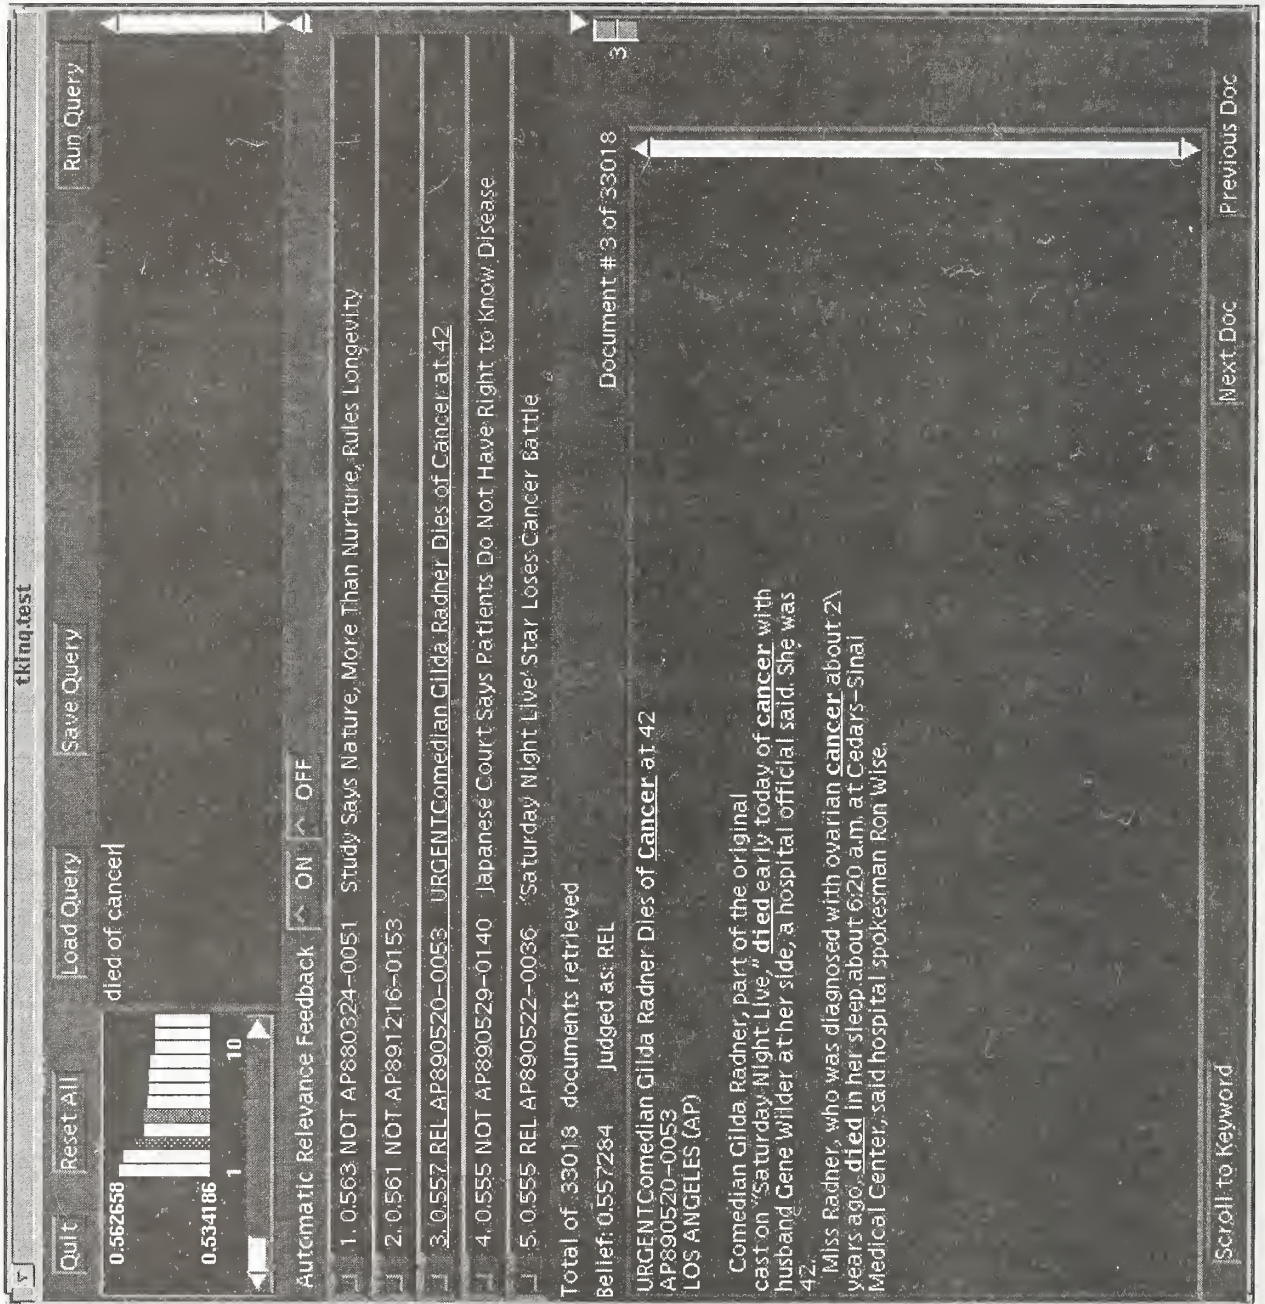 tkinq.test
Quit Reset All Load Query Save Query Run Query
0.562658
0.534186
1 10
died of cancer
Automatic Relevance Feedback ^ ON ^ OFF
1. 0.563 NOT AP880324-0051 Study Says Nature, More Than Nurture, Rules Longevity
2. 0.561 NOT AP891216-0153
3. 0.557 REL AP890520-0053 URGENTComedian Gilda Radner Dies of Cancer at 42
4. 0.555 NOT AP890529-0140 Japanese Court Says Patients Do Not Have Right to Know Disease
5. 0.555 REL AP890522-0036 'Saturday Night Live' Star Loses Cancer Battle
Total of 33018 documents retrieved
Belief: 0.557284 Judged as: REL Document # 3 of 33018 3
URGENTComedian Gilda Radner Dies of Cancer at 42
AP890520-0053
LOS ANGELES (AP)
Comedian Gilda Radner, part of the original
cast on "Saturday Night Live," died early today of cancer with
husband Gene Wilder at her side, a hospital official said. She was
42.
Miss Radner, who was diagnosed with ovarian cancer about 2\
years ago, died in her sleep about 6:20 a.m. at Cedars-Sinai
Medical Center, said hospital spokesman Ron Wise.
Scroll to Keyword Next Doc Previous Doc